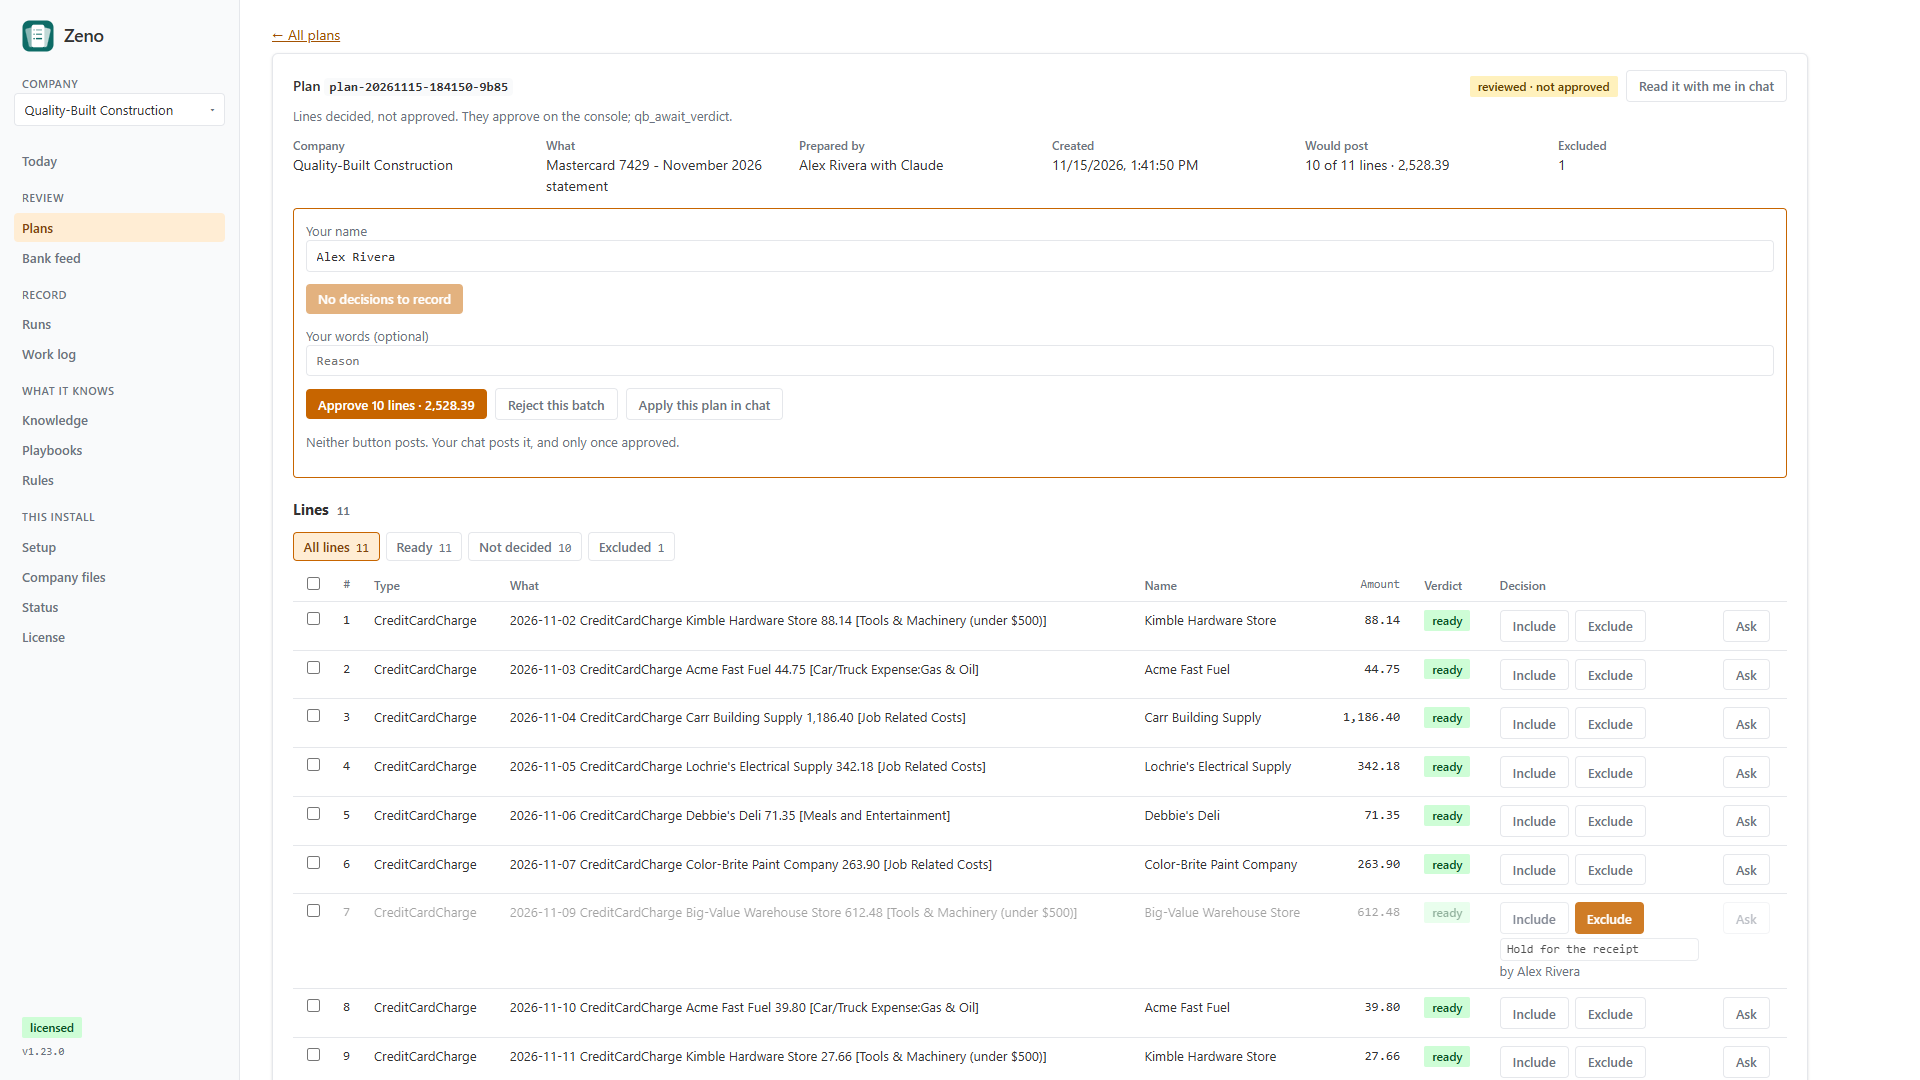 Zeno
COMPANY
Quality-Built Construction
Today
REVIEW
Plans
Bank feed
RECORD
Runs
Work log
WHAT IT KNOWS
Knowledge
Playbooks
Rules
THIS INSTALL
Setup
Company files
Status
License
licensed
v1.23.0
← All plans
Plan plan-20261115-184150-9b85
reviewed · not approved
Read it with me in chat
Lines decided, not approved. They approve on the console; qb_await_verdict.
Company What Prepared by Created Would post Excluded
Quality-Built Construction Mastercard 7429 - November 2026 Alex Rivera with Claude 11/15/2026, 1:41:50 PM 10 of 11 lines · 2,528.39 1
statement
Your name
Alex Rivera
No decisions to record
Your words (optional)
Reason
Approve 10 lines · 2,528.39 Reject this batch Apply this plan in chat
Neither button posts. Your chat posts it, and only once approved.
Lines 11
All lines 11 Ready 11 Not decided 10 Excluded 1
# Type What Name Amount Verdict Decision
1 CreditCardCharge 2026-11-02 CreditCardCharge Kimble Hardware Store 88.14 [Tools & Machinery (under $500)] Kimble Hardware Store 88.14 ready Include Exclude Ask
2 CreditCardCharge 2026-11-03 CreditCardCharge Acme Fast Fuel 44.75 [Car/Truck Expense:Gas & Oil] Acme Fast Fuel 44.75 ready Include Exclude Ask
3 CreditCardCharge 2026-11-04 CreditCardCharge Carr Building Supply 1,186.40 [Job Related Costs] Carr Building Supply 1,186.40 ready Include Exclude Ask
4 CreditCardCharge 2026-11-05 CreditCardCharge Lochrie's Electrical Supply 342.18 [Job Related Costs] Lochrie's Electrical Supply 342.18 ready Include Exclude Ask
5 CreditCardCharge 2026-11-06 CreditCardCharge Debbie's Deli 71.35 [Meals and Entertainment] Debbie's Deli 71.35 ready Include Exclude Ask
6 CreditCardCharge 2026-11-07 CreditCardCharge Color-Brite Paint Company 263.90 [Job Related Costs] Color-Brite Paint Company 263.90 ready Include Exclude Ask
7 CreditCardCharge 2026-11-09 CreditCardCharge Big-Value Warehouse Store 612.48 [Tools & Machinery (under $500)] Big-Value Warehouse Store 612.48 ready Include Exclude Ask
Hold for the receipt
by Alex Rivera
8 CreditCardCharge 2026-11-10 CreditCardCharge Acme Fast Fuel 39.80 [Car/Truck Expense:Gas & Oil] Acme Fast Fuel 39.80 ready Include Exclude Ask
9 CreditCardCharge 2026-11-11 CreditCardCharge Kimble Hardware Store 27.66 [Tools & Machinery (under $500)] Kimble Hardware Store 27.66 ready Include Exclude Ask